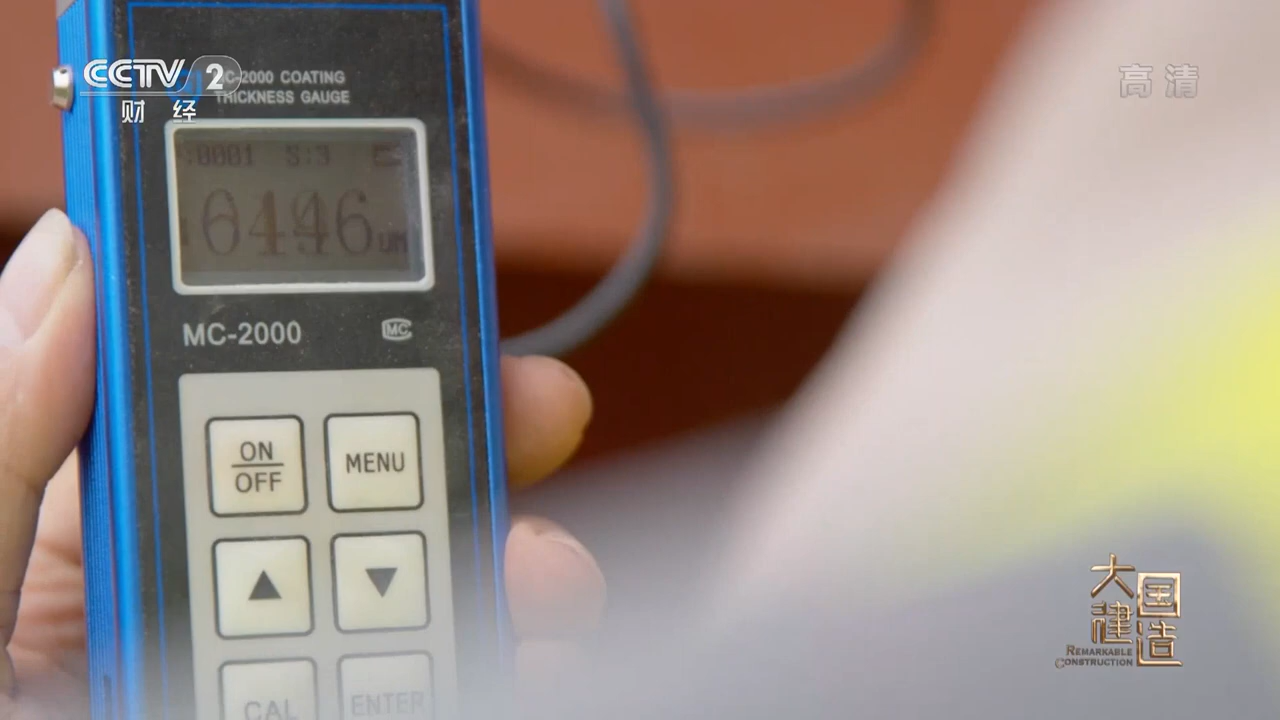 CCTV 2
财 经
高清
MC-2000 COATING
THICKNESS GAUGE
:0001 S:3
um
MC-2000
MC
ON
OFF
MENU
▲
▼
CAL
ENTER
大国
建造
REMARKABLE
CONSTRUCTION